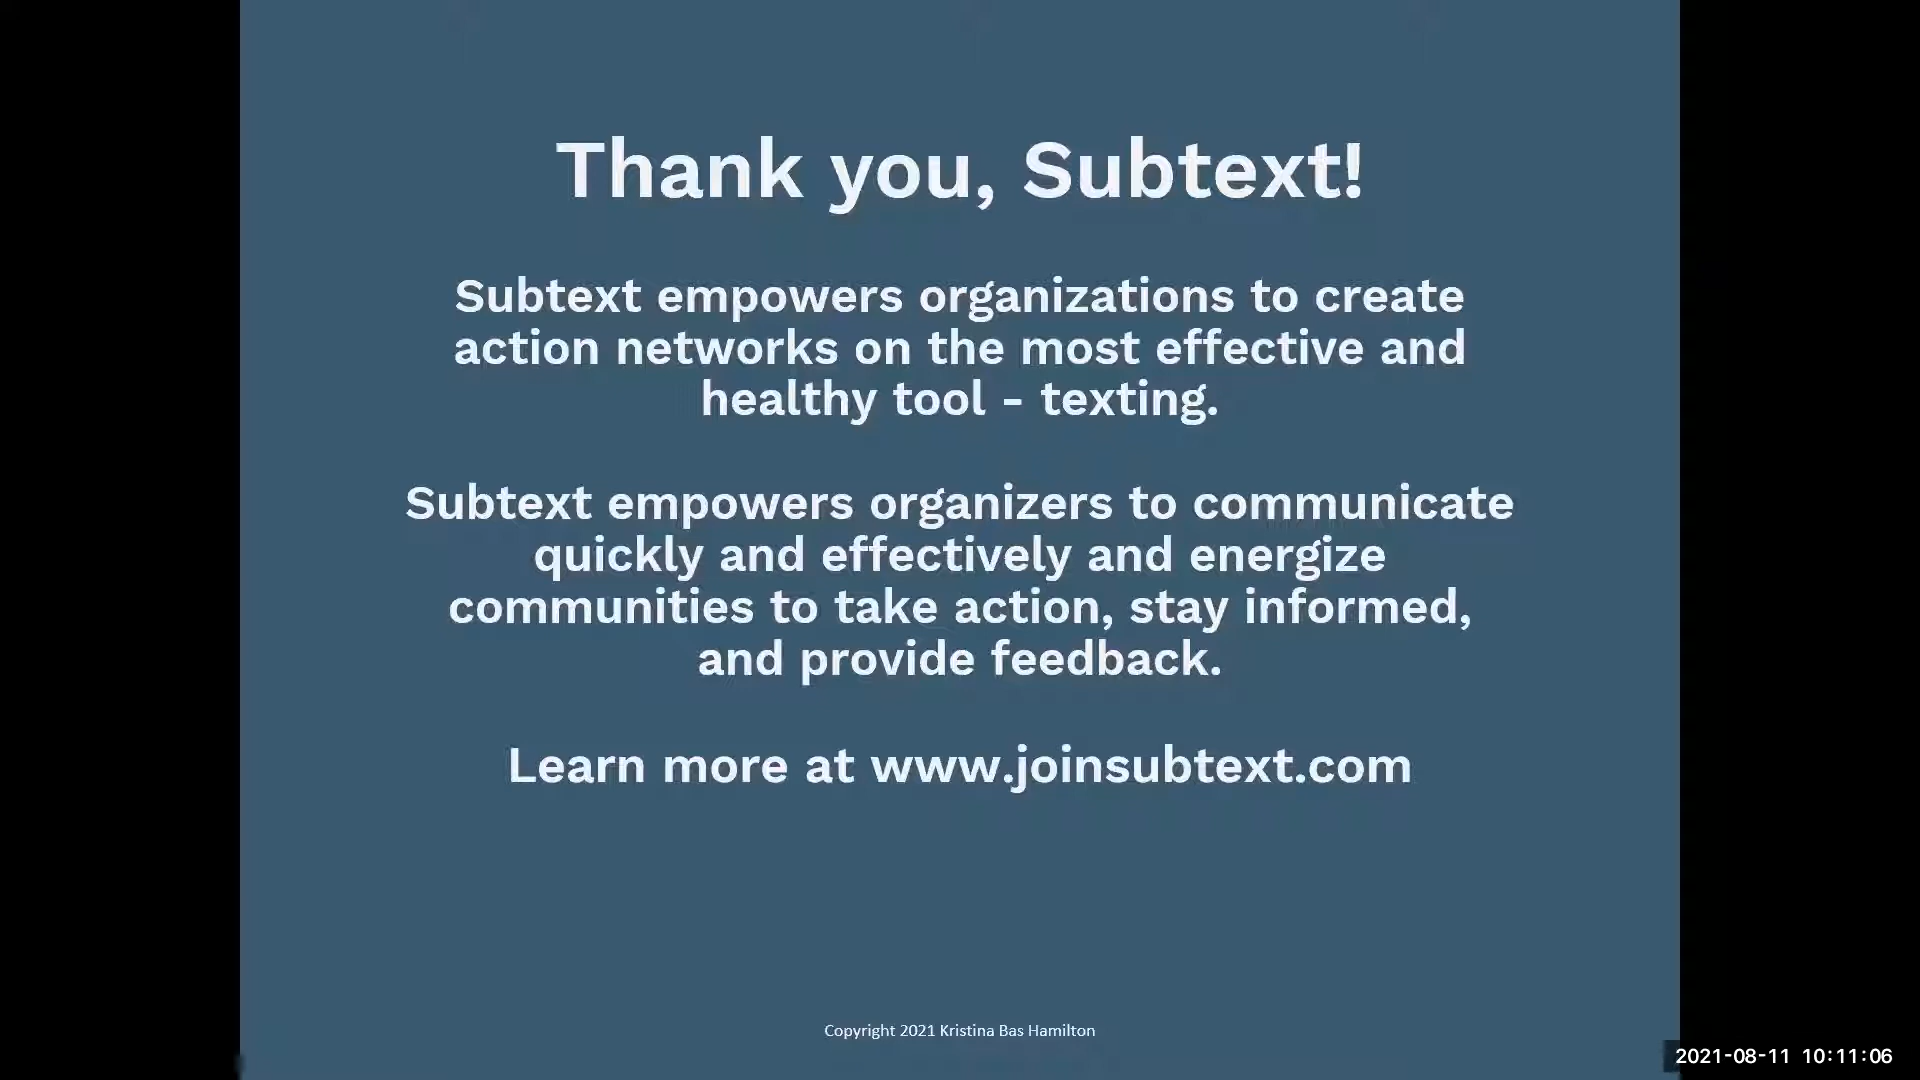 Thank you, Subtext!
Subtext empowers organizations to create
action networks on the most effective and
healthy tool - texting.
Subtext empowers organizers to communicate
quickly and effectively and energize
communities to take action, stay informed,
and provide feedback.
Learn more at www.joinsubtext.com
Copyright 2021 Kristina Bas Hamilton
2021-08-11 10:11:06